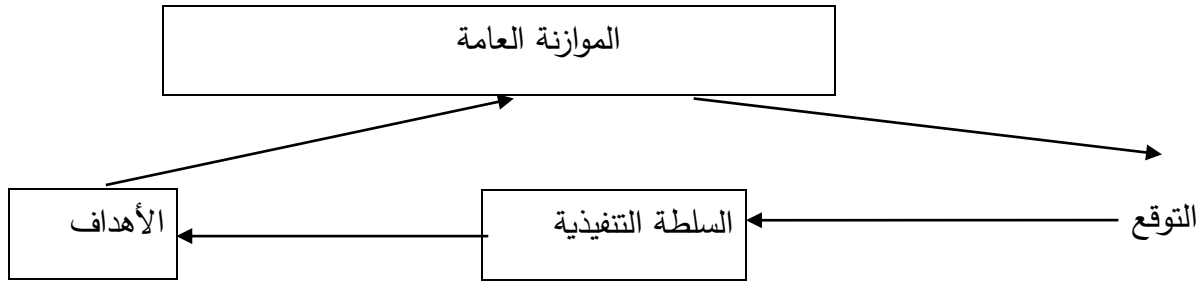 الموازنة العامة
التوقع
السلطة التنفيذية
الأهداف